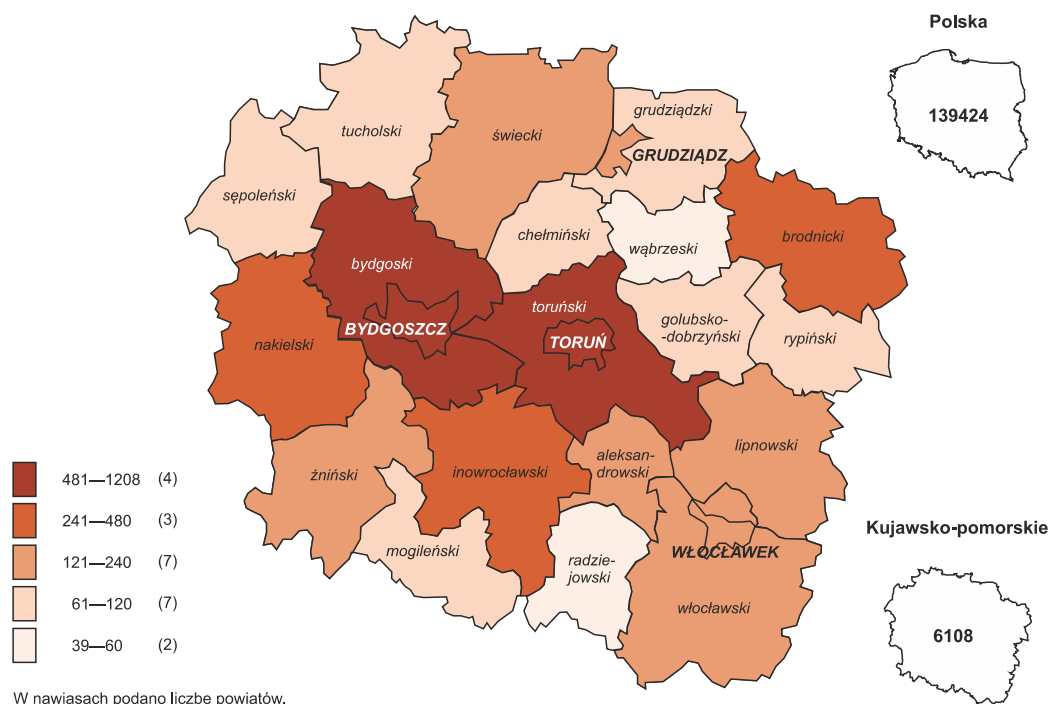 Polska
139424
grudziądzki
tucholski
świecki
GRUDZIĄDZ
sępoleński
chełmiński
wąbrzeski
brodnicki
bydgoski
toruński
golubsko-
-dobrzyński
rypiński
BYDGOSZCZ
TORUŃ
nakielski
lipnowski
aleksan-
drowski
inowrocławski
żniński
481—1208 (4)
241—480 (3)
121—240 (7)
61—120 (7)
39—60 (2)
Kujawsko-pomorskie
6108
mogileński
radzie-
jowski
WŁOCŁAWEK
włocławski
W nawiasach podano liczbę powiatów.